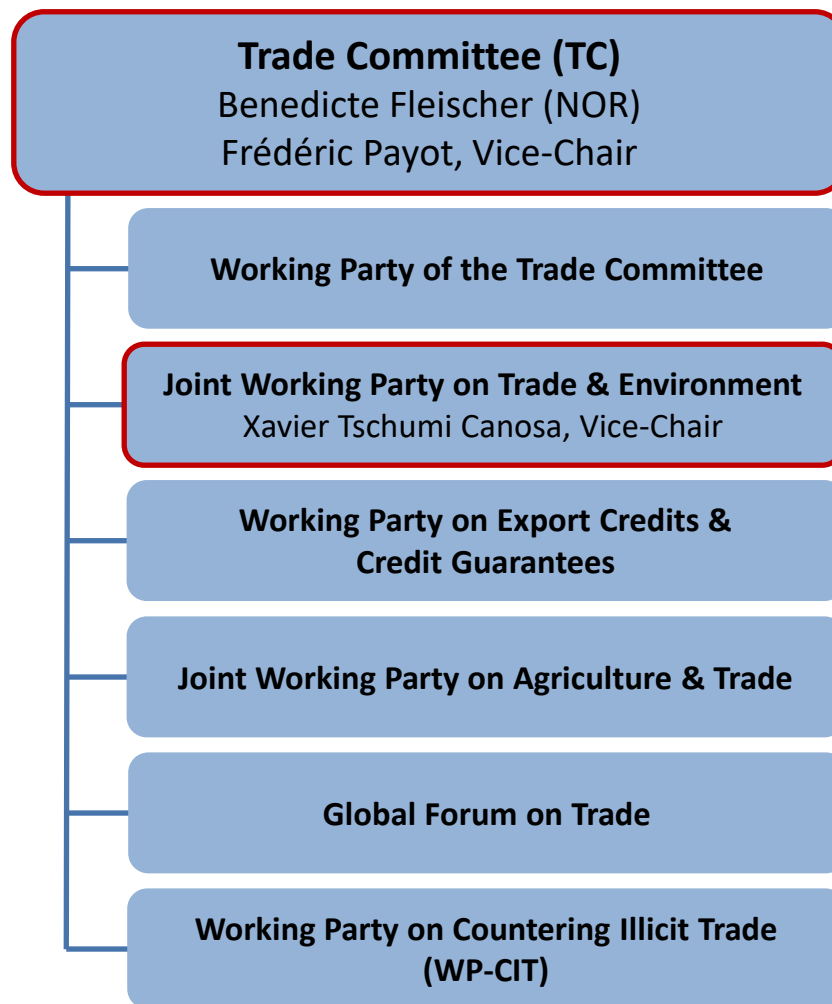 Trade Committee (TC)
Benedicte Fleischer (NOR)
Frédéric Payot, Vice-Chair
Working Party of the Trade Committee
Joint Working Party on Trade & Environment
Xavier Tschumi Canosa, Vice-Chair
Working Party on Export Credits &
Credit Guarantees
Joint Working Party on Agriculture & Trade
Global Forum on Trade
Working Party on Countering Illicit Trade
(WP-CIT)